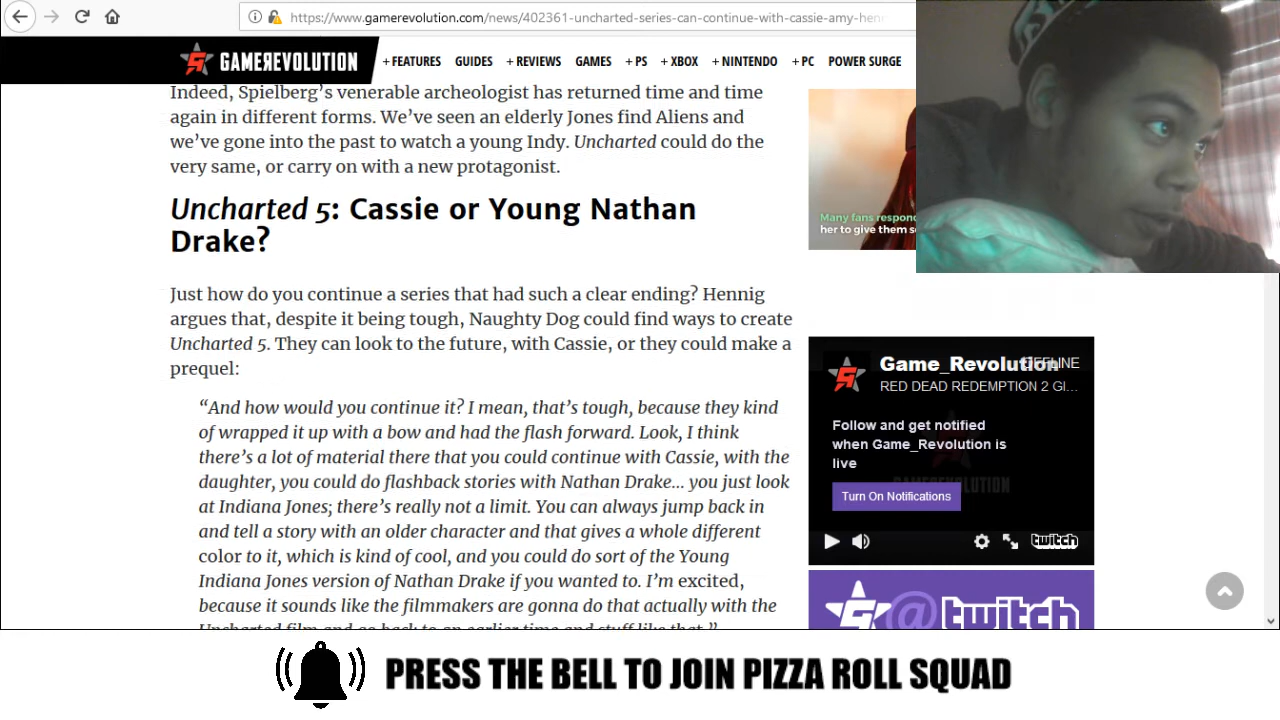 https://www.gamerevolution.com/news/402361-uncharted-series-can-continue-with-cassie-amy-henn
GAMEREVOLUTION
+ FEATURES GUIDES + REVIEWS GAMES + PS + XBOX + NINTENDO + PC POWER SURGE
Indeed, Spielberg’s venerable archeologist has returned time and time
again in different forms. We’ve seen an elderly Jones find Aliens and
we’ve gone into the past to watch a young Indy. Uncharted could do the
very same, or carry on with a new protagonist.
Uncharted 5: Cassie or Young Nathan
Drake?
Just how do you continue a series that had such a clear ending? Hennig
argues that, despite it being tough, Naughty Dog could find ways to create
Uncharted 5. They can look to the future, with Cassie, or they could make a
prequel:
“And how would you continue it? I mean, that’s tough, because they kind
of wrapped it up with a bow and had the flash forward. Look, I think
there’s a lot of material there that you could continue with Cassie, with the
daughter, you could do flashback stories with Nathan Drake… you just look
at Indiana Jones; there’s really not a limit. You can always jump back in
and tell a story with an older character and that gives a whole different
color to it, which is kind of cool, and you could do sort of the Young
Indiana Jones version of Nathan Drake if you wanted to. I’m excited,
because it sounds like the filmmakers are gonna do that actually with the
Uncharted film and go back to an earlier time and stuff like that.”
Many fans respon
her to give them s
Game_Revolution
OFFLINE
RED DEAD REDEMPTION 2 GI...
Follow and get notified
when Game_Revolution is
live
Turn On Notifications
twitch
@twitch
PRESS THE BELL TO JOIN PIZZA ROLL SQUAD